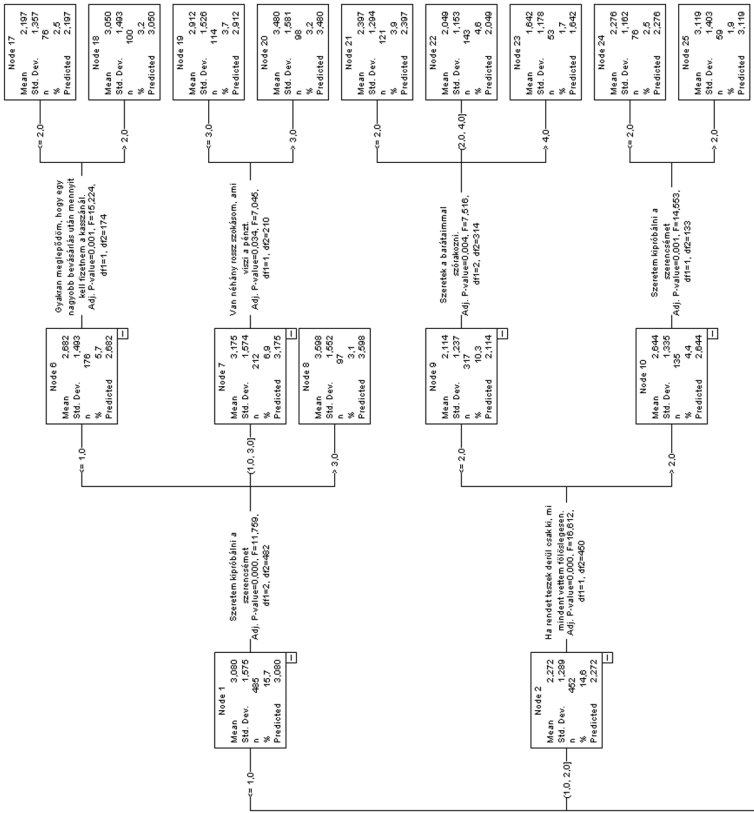 Node 17
Mean 2,197
Std. Dev. 1,357
n 76
% 2,5
Predicted 2,197
Node 18
Mean 3,050
Std. Dev. 1,493
n 100
% 3,2
Predicted 3,050
Node 19
Mean 2,912
Std. Dev. 1,526
n 114
% 3,7
Predicted 2,912
Node 20
Mean 3,480
Std. Dev. 1,581
n 98
% 3,2
Predicted 3,480
Node 21
Mean 2,397
Std. Dev. 1,294
n 121
% 3,9
Predicted 2,397
Node 22
Mean 2,049
Std. Dev. 1,153
n 143
% 4,6
Predicted 2,049
Node 23
Mean 1,642
Std. Dev. 1,178
n 53
% 1,7
Predicted 1,642
Node 24
Mean 2,276
Std. Dev. 1,162
n 76
% 2,5
Predicted 2,276
Node 25
Mean 3,119
Std. Dev. 1,403
n 59
% 1,9
Predicted 3,119
<= 2,0
> 2,0
<= 3,0
> 3,0
<= 2,0
(2,0, 4,0]
> 4,0
<= 2,0
> 2,0
Gyakran meglepődöm, hogy egy
nagyobb bevásárlás után mennyit
kell fizetnem a kasszánál.
Adj. P-value=0,001, F=15,224,
df1=1, df2=174
Van néhány rossz szokásom, ami
viszi a pénzt.
Adj. P-value=0,034, F=7,045,
df1=1, df2=210
Szeretek a barátaimmal
szórakozni.
Adj. P-value=0,004, F=7,516,
df1=2, df2=314
Szeretem kipróbálni a
szerencsémet
Adj. P-value=0,001, F=14,553,
df1=1, df2=133
Node 6
Mean 2,682
Std. Dev. 1,493
n 176
% 5,7
Predicted 2,682
Node 7
Mean 3,175
Std. Dev. 1,574
n 212
% 6,9
Predicted 3,175
Node 8
Mean 3,598
Std. Dev. 1,552
n 97
% 3,1
Predicted 3,598
Node 9
Mean 2,114
Std. Dev. 1,237
n 317
% 10,3
Predicted 2,114
Node 10
Mean 2,644
Std. Dev. 1,335
n 135
% 4,4
Predicted 2,644
<= 1,0
(1,0, 3,0]
> 3,0
<= 2,0
> 2,0
Szeretem kipróbálni a
szerencsémet
Adj. P-value=0,000, F=11,759,
df1=2, df2=482
Ha rendet teszek derül csak ki, mi
mindent vettem fölöslegesen.
Adj. P-value=0,000, F=16,612,
df1=1, df2=450
Node 1
Mean 3,080
Std. Dev. 1,575
n 485
% 15,7
Predicted 3,080
Node 2
Mean 2,272
Std. Dev. 1,289
n 452
% 14,6
Predicted 2,272
<= 1,0
(1,0, 2,0]